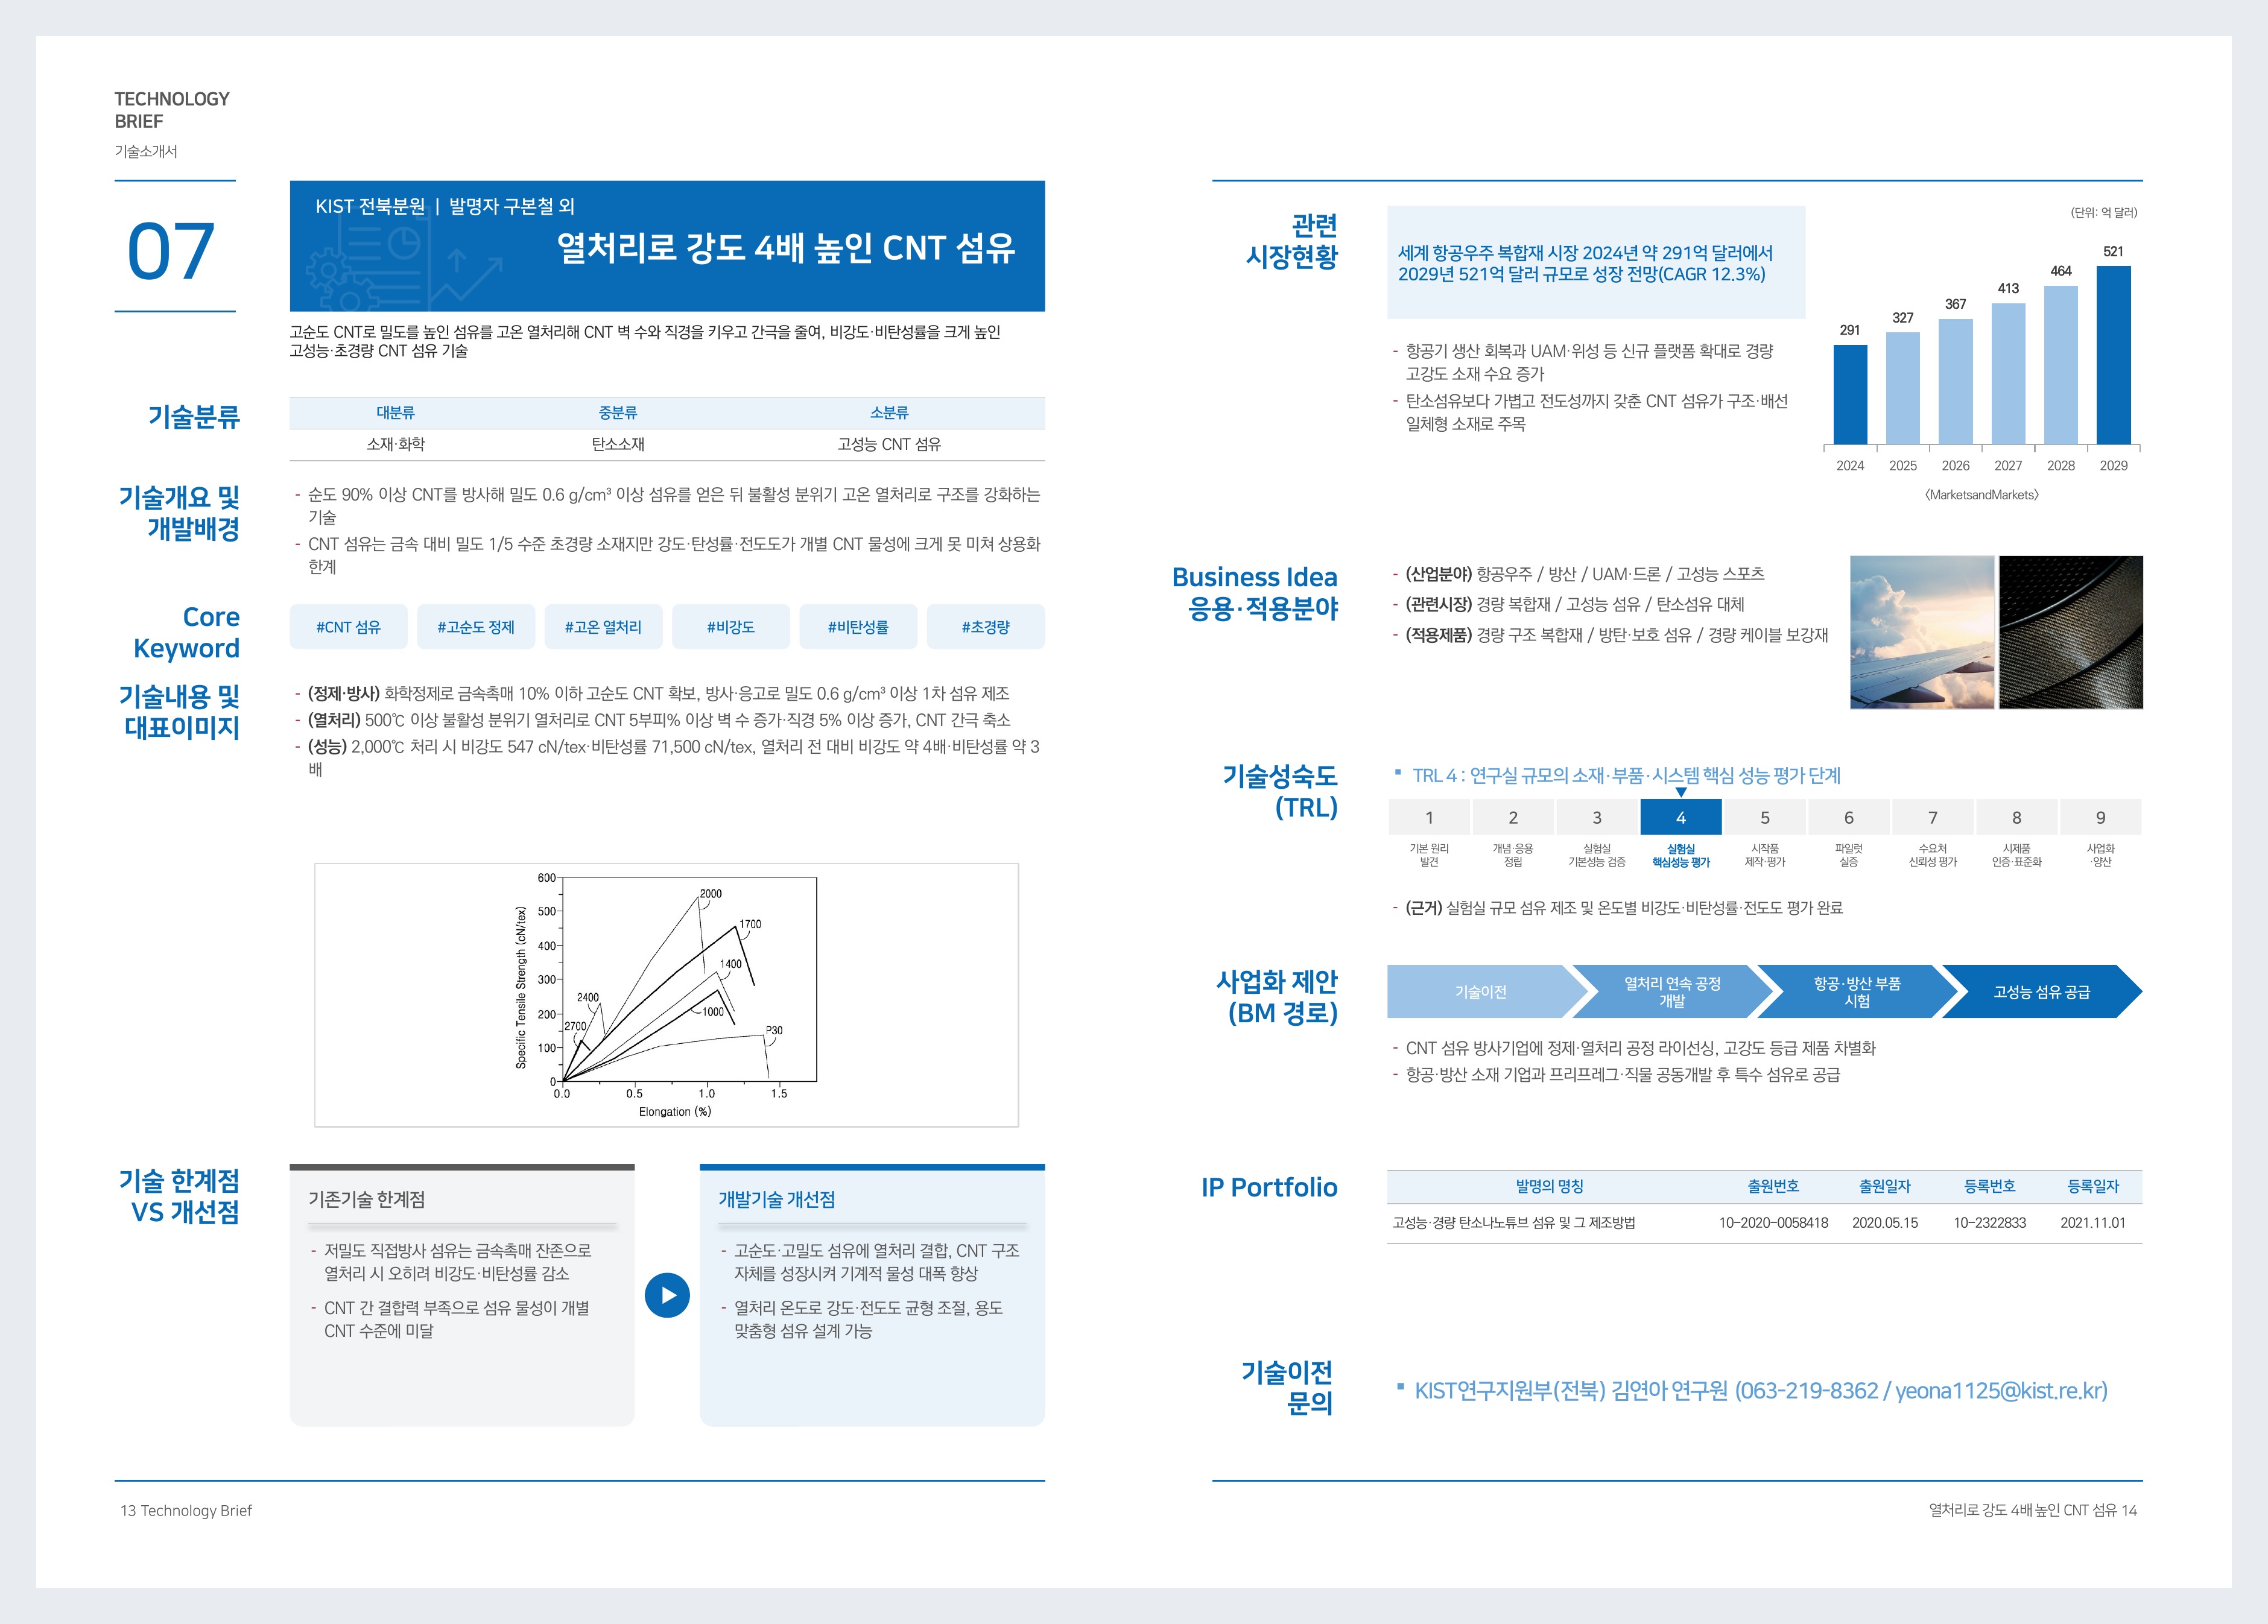 TECHNOLOGY
BRIEF
기술소개서
07
KIST 전북분원 | 발명자 구본철 외
열처리로 강도 4배 높인 CNT 섬유
고순도 CNT로 밀도를 높인 섬유를 고온 열처리해 CNT 벽 수와 직경을 키우고 간극을 줄여, 비강도·비탄성률을 크게 높인
고성능·초경량 CNT 섬유 기술
기술분류
대분류 중분류 소분류
소재·화학 탄소소재 고성능 CNT 섬유
기술개요 및
개발배경
- 순도 90% 이상 CNT를 방사해 밀도 0.6 g/cm³ 이상 섬유를 얻은 뒤 불활성 분위기 고온 열처리로 구조를 강화하는
기술
- CNT 섬유는 금속 대비 밀도 1/5 수준 초경량 소재지만 강도·탄성률·전도도가 개별 CNT 물성에 크게 못 미쳐 상용화
한계
Core
Keyword
#CNT 섬유 #고순도 정제 #고온 열처리 #비강도 #비탄성률 #초경량
기술내용 및
대표이미지
- (정제·방사) 화학정제로 금속촉매 10% 이하 고순도 CNT 확보, 방사·응고로 밀도 0.6 g/cm³ 이상 1차 섬유 제조
- (열처리) 500℃ 이상 불활성 분위기 열처리로 CNT 5부피% 이상 벽 수 증가·직경 5% 이상 증가, CNT 간극 축소
- (성능) 2,000℃ 처리 시 비강도 547 cN/tex·비탄성률 71,500 cN/tex, 열처리 전 대비 비강도 약 4배·비탄성률 약 3
배
Specific Tensile Strength (cN/tex)
600
500
400
300
200
100
0
2000
1700
1400
2400
1000
2700
P30
0.0 0.5 1.0 1.5
Elongation (%)
기술 한계점
VS 개선점
기존기술 한계점
- 저밀도 직접방사 섬유는 금속촉매 잔존으로
열처리 시 오히려 비강도·비탄성률 감소
- CNT 간 결합력 부족으로 섬유 물성이 개별
CNT 수준에 미달
개발기술 개선점
- 고순도·고밀도 섬유에 열처리 결합, CNT 구조
자체를 성장시켜 기계적 물성 대폭 향상
- 열처리 온도로 강도·전도도 균형 조절, 용도
맞춤형 섬유 설계 가능
13 Technology Brief
관련
시장현황
세계 항공우주 복합재 시장 2024년 약 291억 달러에서
2029년 521억 달러 규모로 성장 전망(CAGR 12.3%)
- 항공기 생산 회복과 UAM·위성 등 신규 플랫폼 확대로 경량
고강도 소재 수요 증가
- 탄소섬유보다 가볍고 전도성까지 갖춘 CNT 섬유가 구조·배선
일체형 소재로 주목
(단위: 억 달러)
291 327 367 413 464 521
2024 2025 2026 2027 2028 2029
〈MarketsandMarkets〉
Business Idea
응용·적용분야
- (산업분야) 항공우주 / 방산 / UAM·드론 / 고성능 스포츠
- (관련시장) 경량 복합재 / 고성능 섬유 / 탄소섬유 대체
- (적용제품) 경량 구조 복합재 / 방탄·보호 섬유 / 경량 케이블 보강재
기술성숙도
(TRL)
▪ TRL 4 : 연구실 규모의 소재·부품·시스템 핵심 성능 평가 단계
1 2 3 4 5 6 7 8 9
기본 원리 개념·응용 실험실 실험실 시작품 파일럿 수요처 시제품 사업화
발견 정립 기본성능 검증 핵심성능 평가 제작·평가 실증 신뢰성 평가 인증·표준화 ·양산
- (근거) 실험실 규모 섬유 제조 및 온도별 비강도·비탄성률·전도도 평가 완료
사업화 제안
(BM 경로)
기술이전
열처리 연속 공정
개발
항공·방산 부품
시험
고성능 섬유 공급
- CNT 섬유 방사기업에 정제·열처리 공정 라이선싱, 고강도 등급 제품 차별화
- 항공·방산 소재 기업과 프리프레그·직물 공동개발 후 특수 섬유로 공급
IP Portfolio
발명의 명칭 출원번호 출원일자 등록번호 등록일자
고성능·경량 탄소나노튜브 섬유 및 그 제조방법 10-2020-0058418 2020.05.15 10-2322833 2021.11.01
기술이전
문의
▪ KIST연구지원부(전북) 김연아 연구원 (063-219-8362 / yeona1125@kist.re.kr)
열처리로 강도 4배 높인 CNT 섬유 14